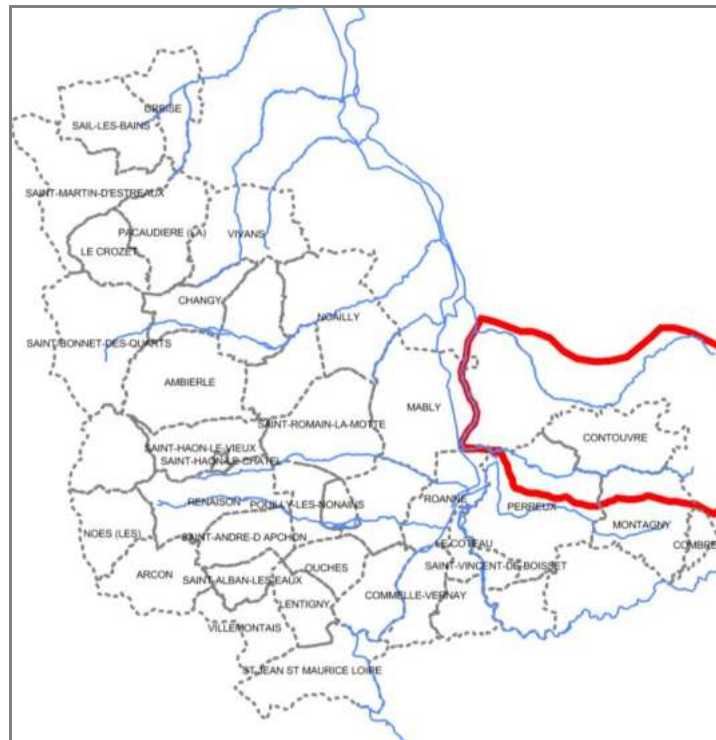 URBISE
SAIL-LES-BAINS
SAINT-MARTIN-D'ESTREAUX
PACAUDIERE (LA)
VIVANS
LE CROZET
CHANGY
NOAILLY
SAINT-BONNET-DES-QUARTS
AMBIERLE
MABLY
SAINT-ROMAIN-LA-MOTTE
CONTOUVRE
SAINT-HAON-LE-VIEUX
SAINT-HAON-LE-CHATEL
ROANNE
RENAISON
POUILLY-LES-NONAINS
PERREUX
NOES (LES)
MONTAGNY
SAINT-ANDRE-D APCHON
LE COTEAU
COMBRE
SAINT-VINCENT-DE-BOISSET
OUCHES
ARCON
SAINT-ALBAN-LES-EAUX
COMMELLE-VERNAY
LENTIGNY
VILLEMONTAIS
ST JEAN ST MAURICE LOIRE